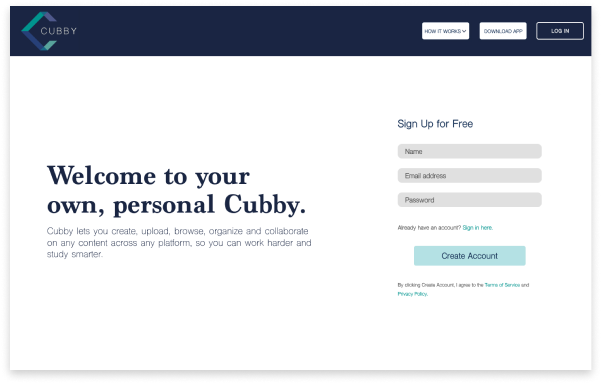 CUBBY
HOW IT WORKS
DOWNLOAD APP
LOG IN
Welcome to your
own, personal Cubby.
Cubby lets you create, upload, browse, organize and collaborate
on any content across any platform, so you can work harder and
study smarter.
Sign Up for Free
Name
Email address
Password
Already have an account? Sign in here.
Create Account
By clicking Create Account, I agree to the Terms of Service and
Privacy Policy.